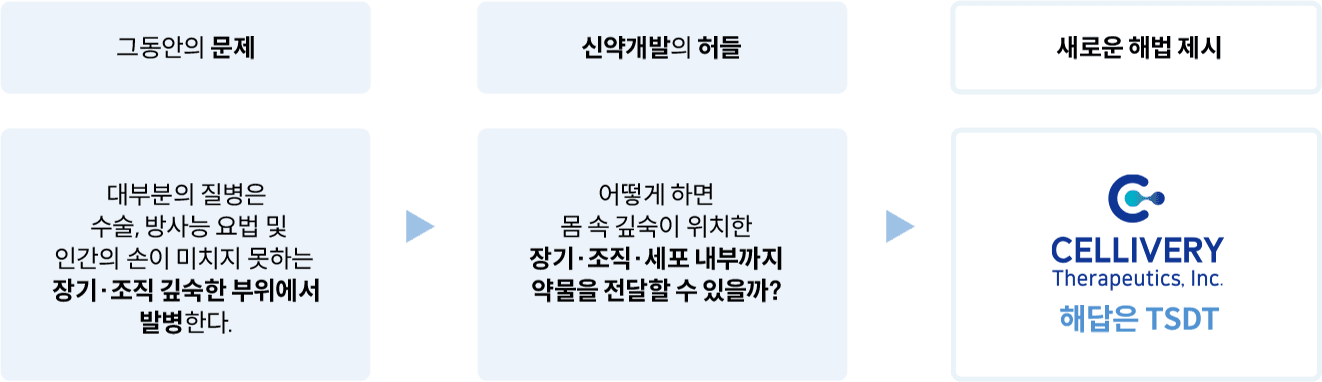 그동안의 문제
신약개발의 허들
새로운 해법 제시
대부분의 질병은
수술, 방사능 요법 및
인간의 손이 미치지 못하는
장기·조직 깊숙한 부위에서
발병한다.
어떻게 하면
몸 속 깊숙이 위치한
장기·조직·세포 내부까지
약물을 전달할 수 있을까?
CELLIVERY
Therapeutics, Inc.
해답은 TSDT